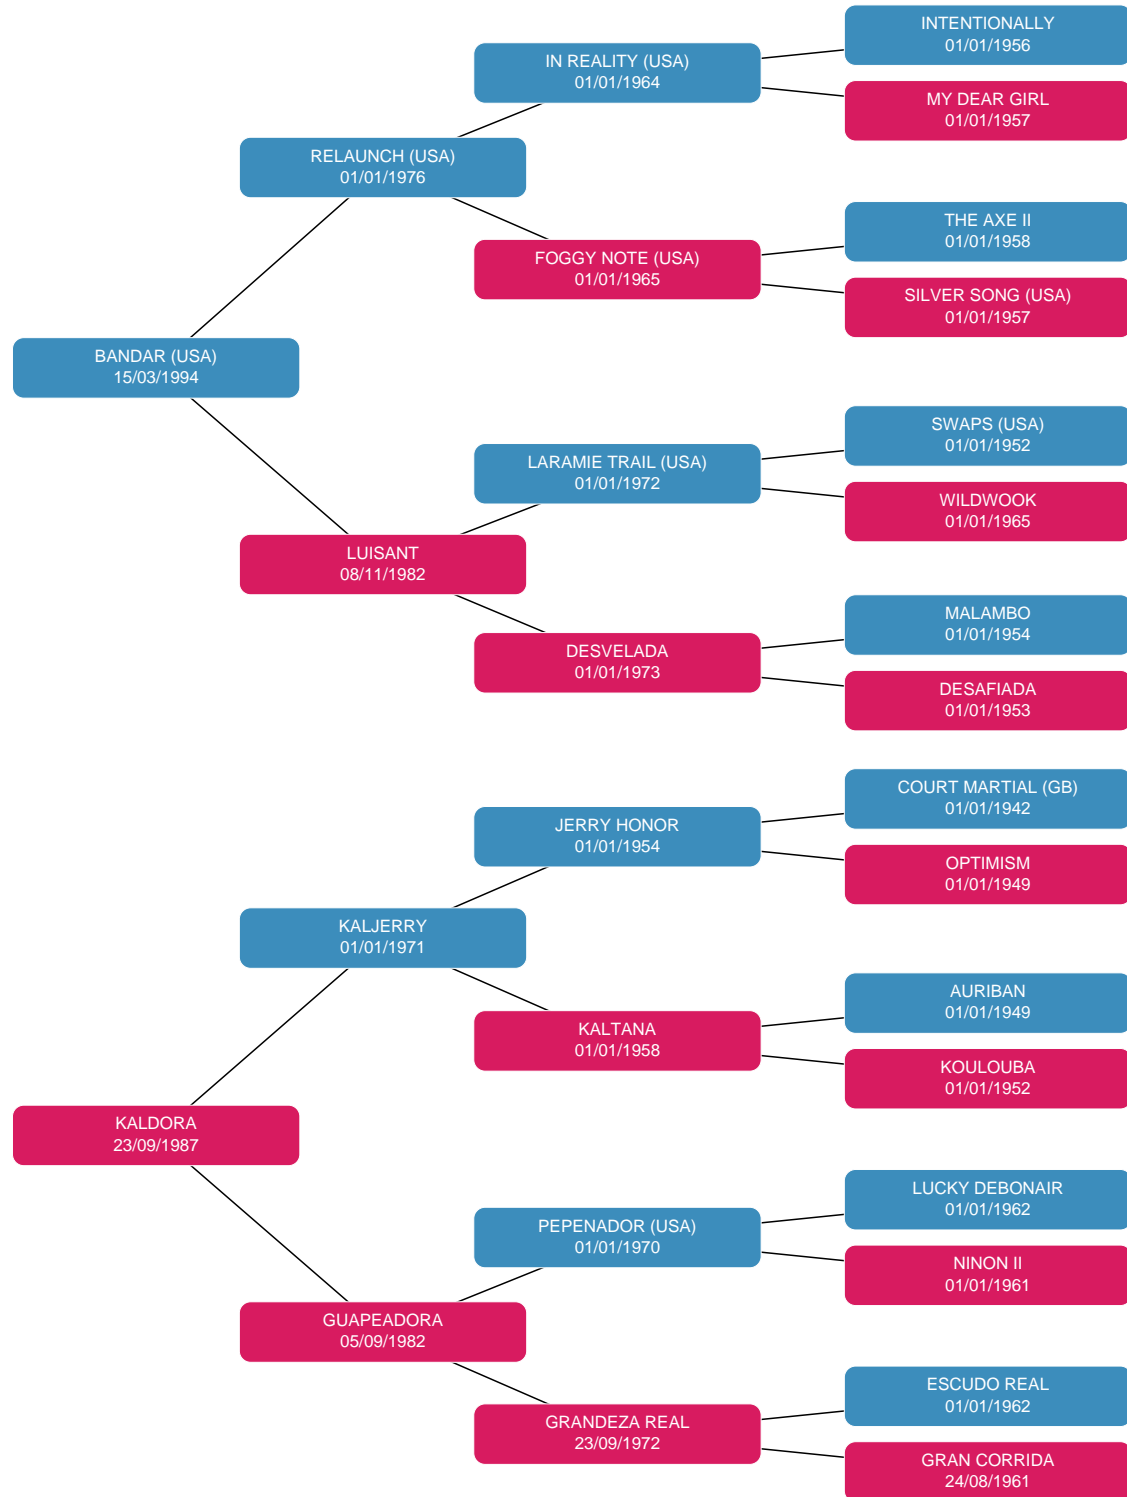 INTENTIONALLY
01/01/1956
IN REALITY (USA)
01/01/1964
MY DEAR GIRL
01/01/1957
RELAUNCH (USA)
01/01/1976
THE AXE II
01/01/1958
FOGGY NOTE (USA)
01/01/1965
SILVER SONG (USA)
01/01/1957
BANDAR (USA)
15/03/1994
SWAPS (USA)
01/01/1952
LARAMIE TRAIL (USA)
01/01/1972
WILDWOOK
01/01/1965
LUISANT
08/11/1982
MALAMBO
01/01/1954
DESVELADA
01/01/1973
DESAFIADA
01/01/1953
COURT MARTIAL (GB)
01/01/1942
JERRY HONOR
01/01/1954
OPTIMISM
01/01/1949
KALJERRY
01/01/1971
AURIBAN
01/01/1949
KALTANA
01/01/1958
KOULOUBA
01/01/1952
KALDORA
23/09/1987
LUCKY DEBONAIR
01/01/1962
PEPENADOR (USA)
01/01/1970
NINON II
01/01/1961
GUAPEADORA
05/09/1982
ESCUDO REAL
01/01/1962
GRANDEZA REAL
23/09/1972
GRAN CORRIDA
24/08/1961